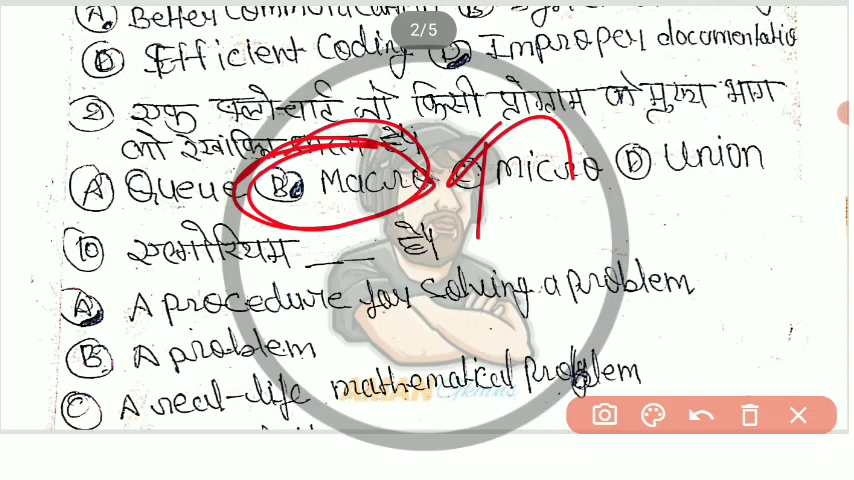 A Better
2/5
D Efficient Coding D Improper documentatio
9 एक फ्लोचार्ट जो किसी प्रोग्राम के मुख्य भाग
को है।
A Queue B Macro C Micro D Union
10 एल्गोरिथम ___ है।
A A procedure for solving a problem
B A problem
C A real-life mathematical problem